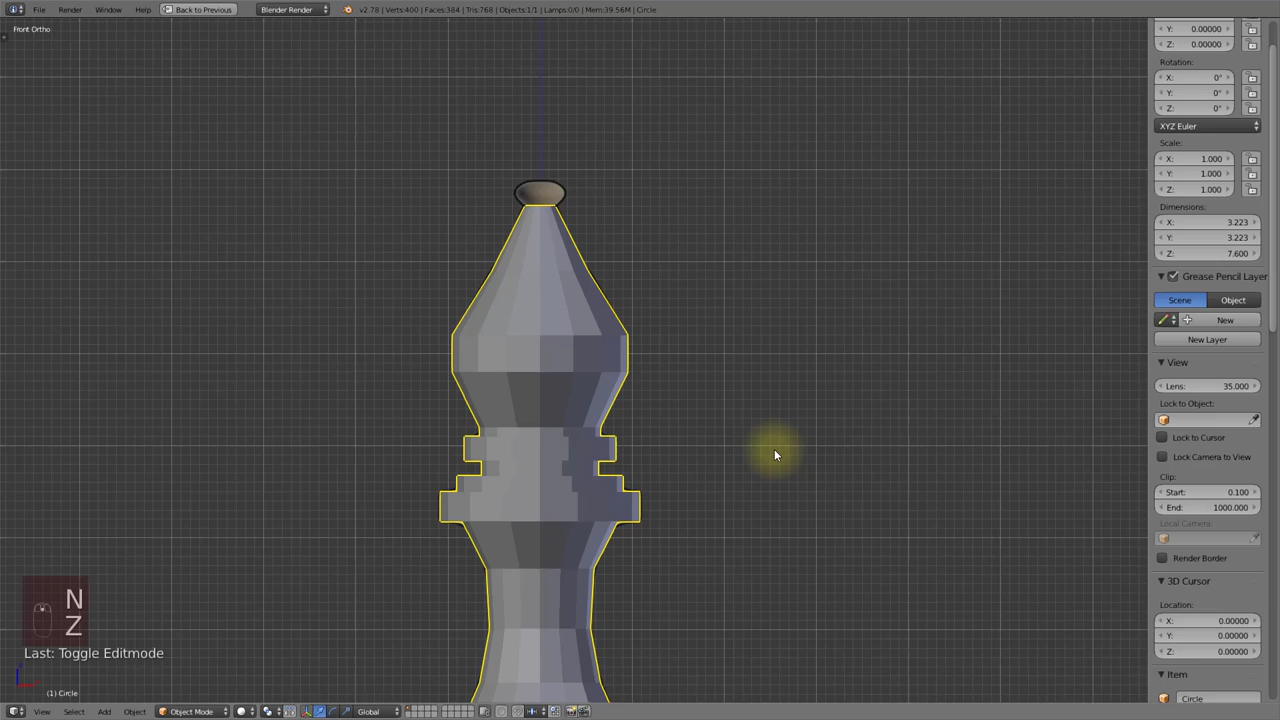 File Render Window Help Back to Previous Blender Render v2.78 | Verts:400 | Faces:384 | Tris:768 | Objects:1/1 | Lamps:0/0 | Mem:39.56M | Circle
Front Ortho
Y: 0.00000
Z: 0.00000
Rotation:
X: 0°
Y: 0°
Z: 0°
XYZ Euler
Scale:
X: 1.000
Y: 1.000
Z: 1.000
Dimensions:
X: 3.223
Y: 3.223
Z: 7.600
Grease Pencil Layer
Scene Object
New
New Layer
View
Lens: 35.000
Lock to Object:
Lock to Cursor
Lock Camera to View
Clip:
Start: 0.100
End: 1000.000
Local Camera:
Render Border
3D Cursor
Location:
X: 0.00000
Y: 0.00000
Z: 0.00000
Item
Circle
N
Z
Last: Toggle Editmode
(1) Circle
View Select Add Object Object Mode Global